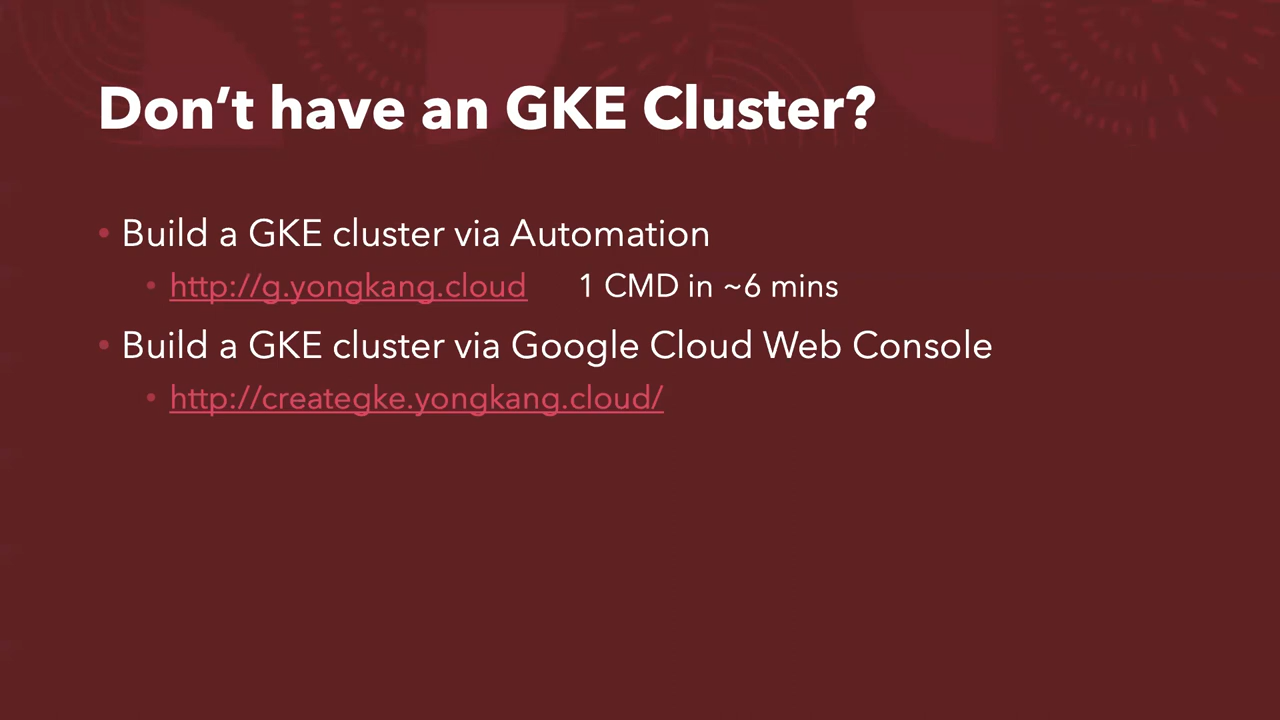 Don’t have an GKE Cluster?
• Build a GKE cluster via Automation
• http://g.yongkang.cloud 1 CMD in ~6 mins
• Build a GKE cluster via Google Cloud Web Console
• http://creategke.yongkang.cloud/